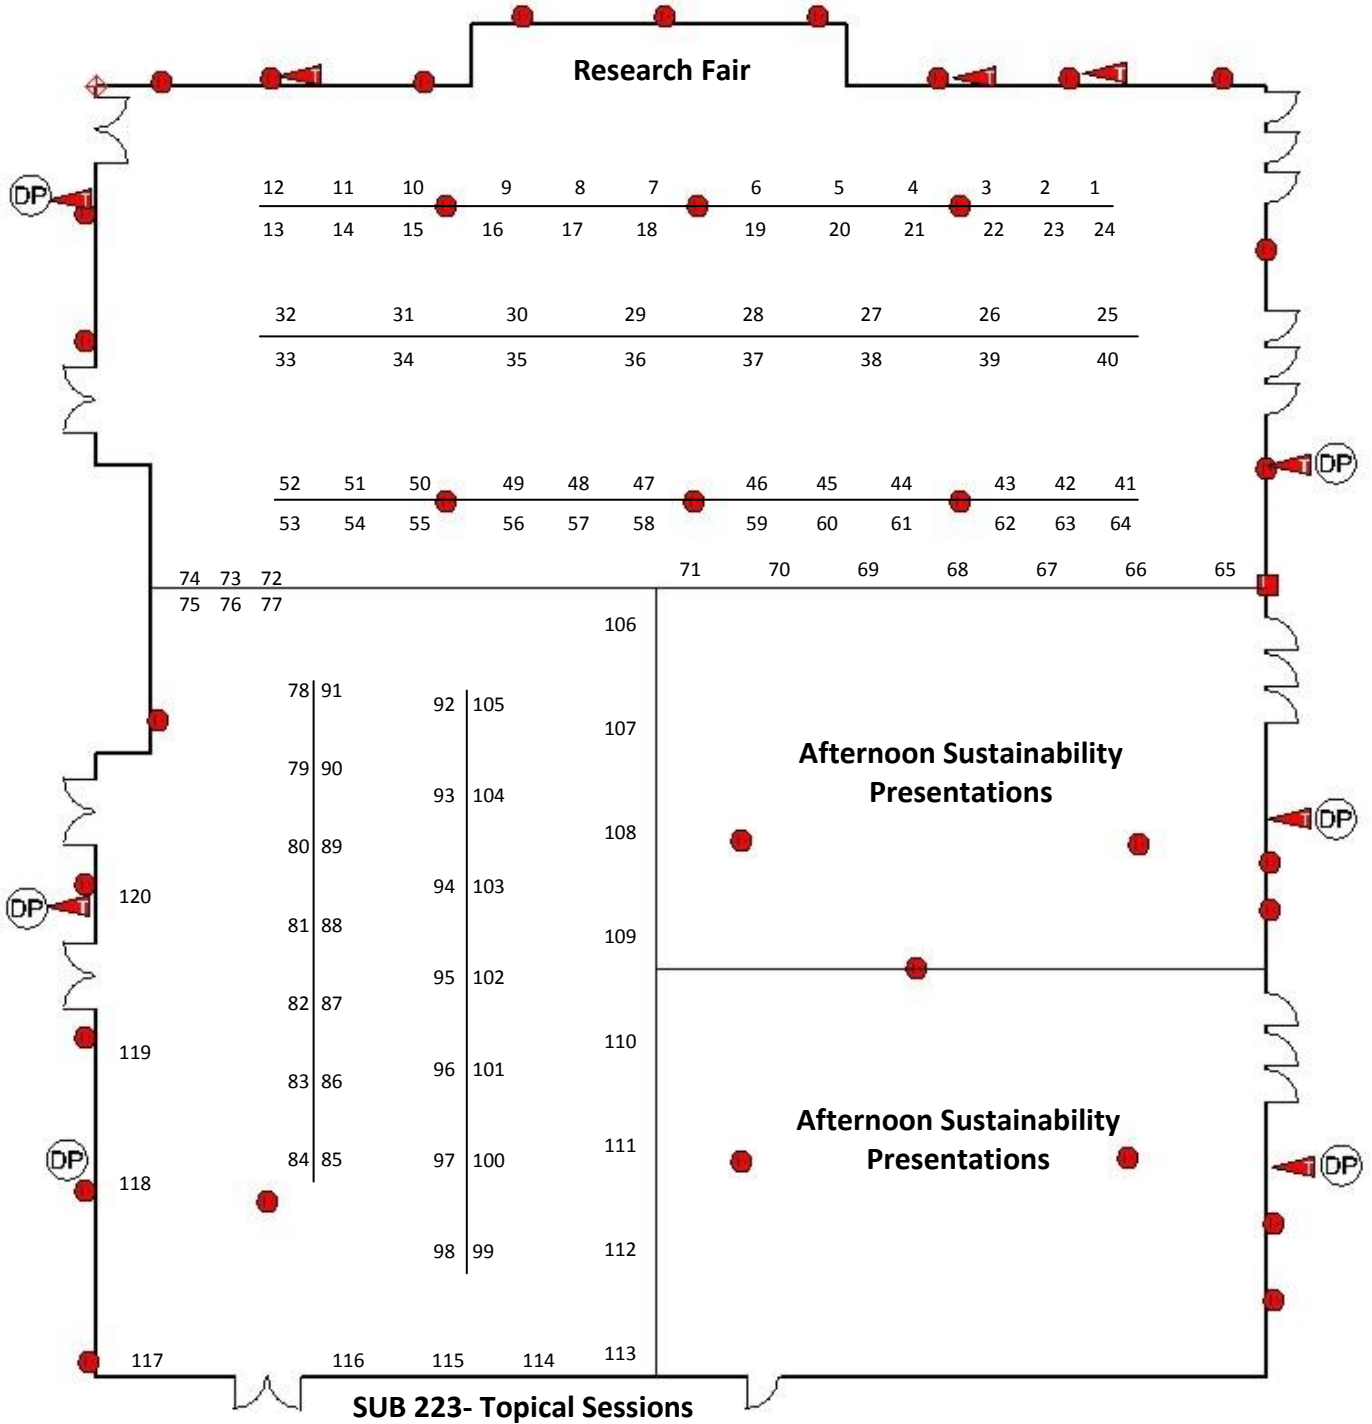 Research Fair
T
T
T
DP
T
12 11 10 9 8 7 6 5 4 3 2 1
13 14 15 16 17 18 19 20 21 22 23 24
32 31 30 29 28 27 26 25
33 34 35 36 37 38 39 40
T
DP
52 51 50 49 48 47 46 45 44 43 42 41
53 54 55 56 57 58 59 60 61 62 63 64
71 70 69 68 67 66 65
74 73 72
75 76 77
106
78 91
92 105
107
79 90
Afternoon Sustainability
Presentations
93 104
T
DP
108
80 89
94 103
120
DP
T
81 88
109
95 102
82 87
110
119
96 101
83 86
Afternoon Sustainability
Presentations
111
84 85
97 100
DP
T
DP
118
112
98 99
113
117 116 115 114
SUB 223- Topical Sessions